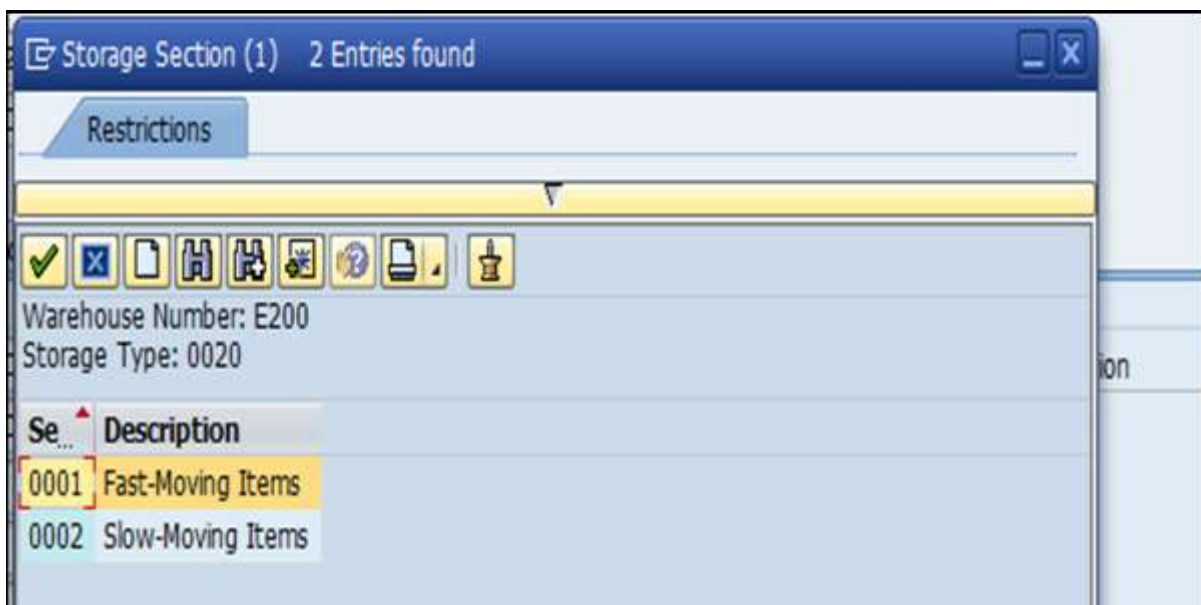 Storage Section (1) 2 Entries found
Restrictions
Warehouse Number: E200
Storage Type: 0020
ion
Se... Description
0001 Fast-Moving Items
0002 Slow-Moving Items